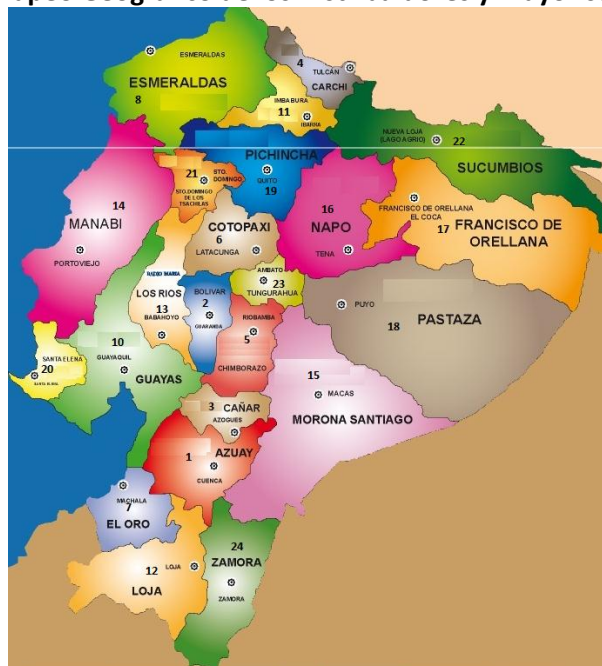 ESMERALDAS
ESMERALDAS
8
4
TULCÁN
CARCHI
IMBABURA
11
IBARRA
NUEVA LOJA
(LAGO AGRIO)
22
SUCUMBIOS
PICHINCHA
QUITO
19
21
STO.
DOMINGO
STO. DOMINGO
DE LOS
TSACHILAS
14
MANABI
PORTOVIEJO
16
NAPO
TENA
FRANCISCO DE ORELLANA
EL COCA
17
FRANCISCO DE
ORELLANA
COTOPAXI
6
LATACUNGA
LOS RIOS
13
BABAHOYO
BOLIVAR
2
GUARANDA
AMBATO
23
TUNGURAHUA
RIOBAMBA
5
CHIMBORAZO
PUYO
18
PASTAZA
10
GUAYAQUIL
GUAYAS
SANTA ELENA
20
SANTA ELENA
15
MACAS
MORONA SANTIAGO
3
CAÑAR
AZOGUES
1
AZUAY
CUENCA
MACHALA
7
EL ORO
12
LOJA
LOJA
24
ZAMORA
ZAMORA